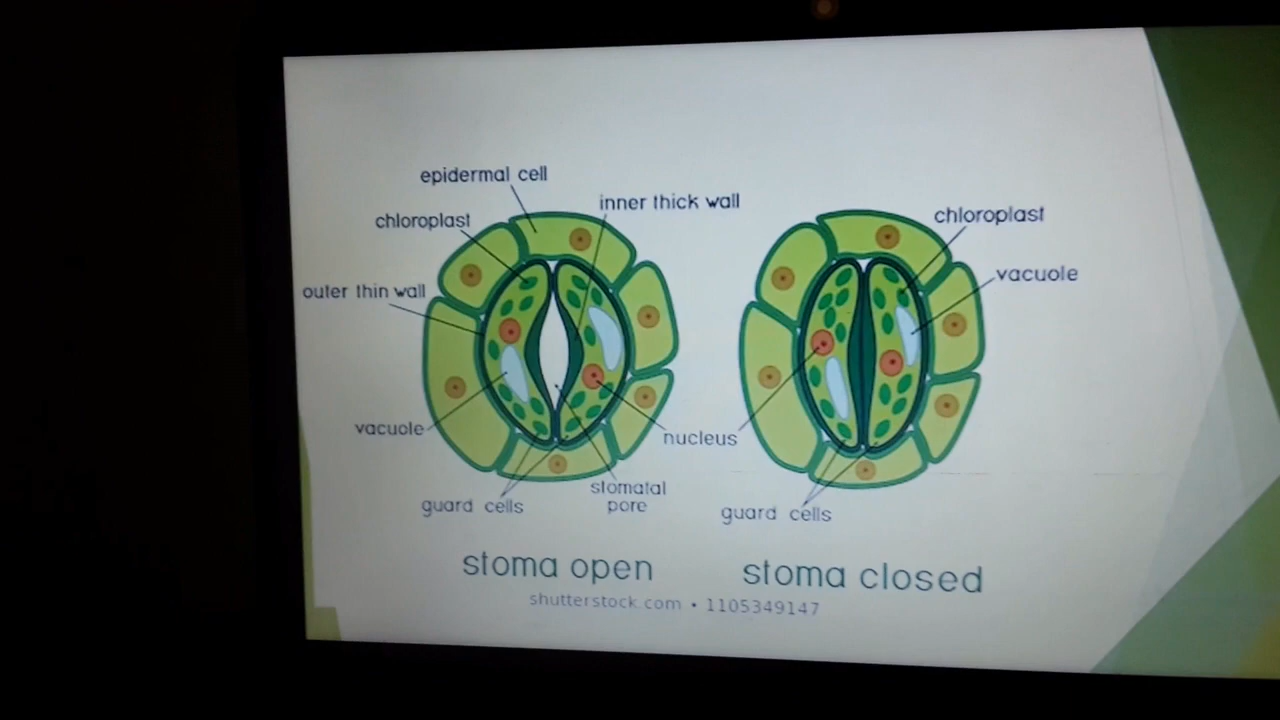 epidermal cell
inner thick wall
chloroplast
outer thin wall
vacuole
nucleus
stomatal
pore
guard cells
chloroplast
vacuole
guard cells
stoma open
stoma closed
shutterstock.com • 1105349147